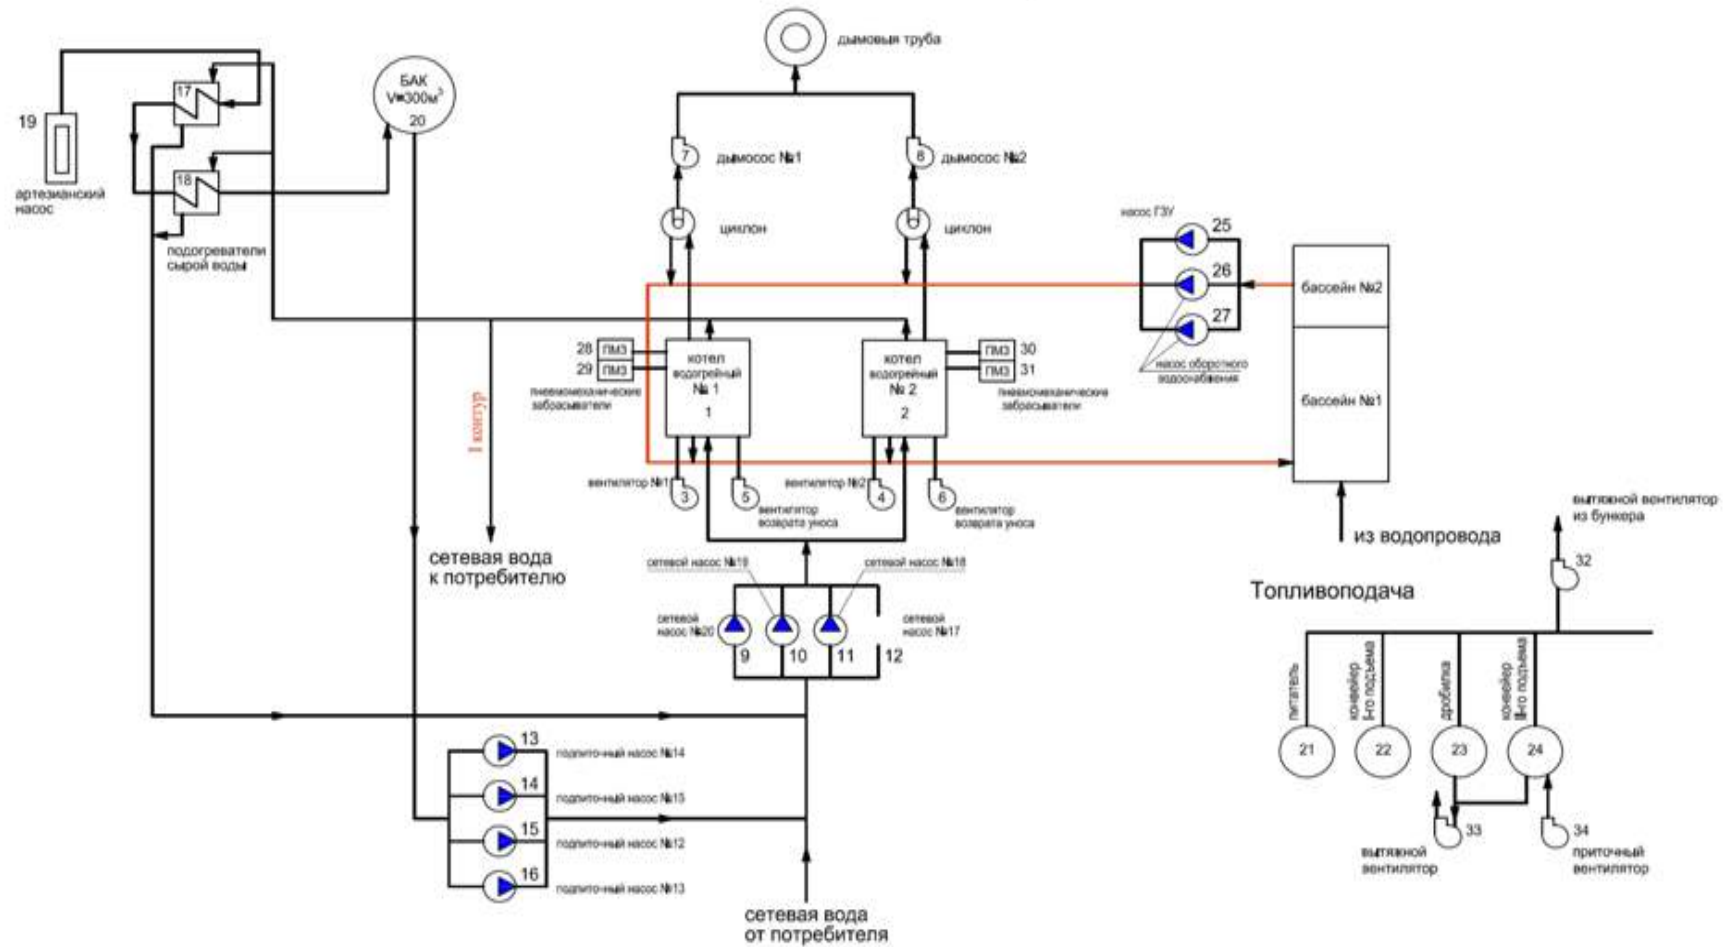 дымовыя труба
17
БАК
V=300м³
20
19
артезианский
насос
18
подогреватели
сырой воды
7
дымосос №1
8
дымосос №2
циклон
циклон
насос ГЗУ
25
26
27
насос оборотного
водоснабжения
бассейн №2
бассейн №1
из водопровода
28
ПМЗ
29
ПМЗ
пневмомеханические
забрасыватели
котел
водогрейный
№ 1
1
котел
водогрейный
№ 2
2
ПМЗ
30
ПМЗ
31
пневмомеханические
забрасыватели
I контур
вентилятор №1
3
5
вентилятор
возврата уноса
вентилятор №2
4
6
вентилятор
возврата уноса
сетевая вода
к потребителю
сетевой насос №19
сетевой насос №18
сетевой
насос №20
9
10
11
12
сетевой
насос №17
13
подпиточный насос №14
14
подпиточный насос №15
15
подпиточный насос №12
16
подпиточный насос №13
сетевая вода
от потребителя
вытяжной вентилятор
из бункера
32
Топливоподача
питатель
конвейер
I-го подъема
дробилка
конвейер
II-го подъема
21
22
23
24
33
вытяжной
вентилятор
34
приточный
вентилятор